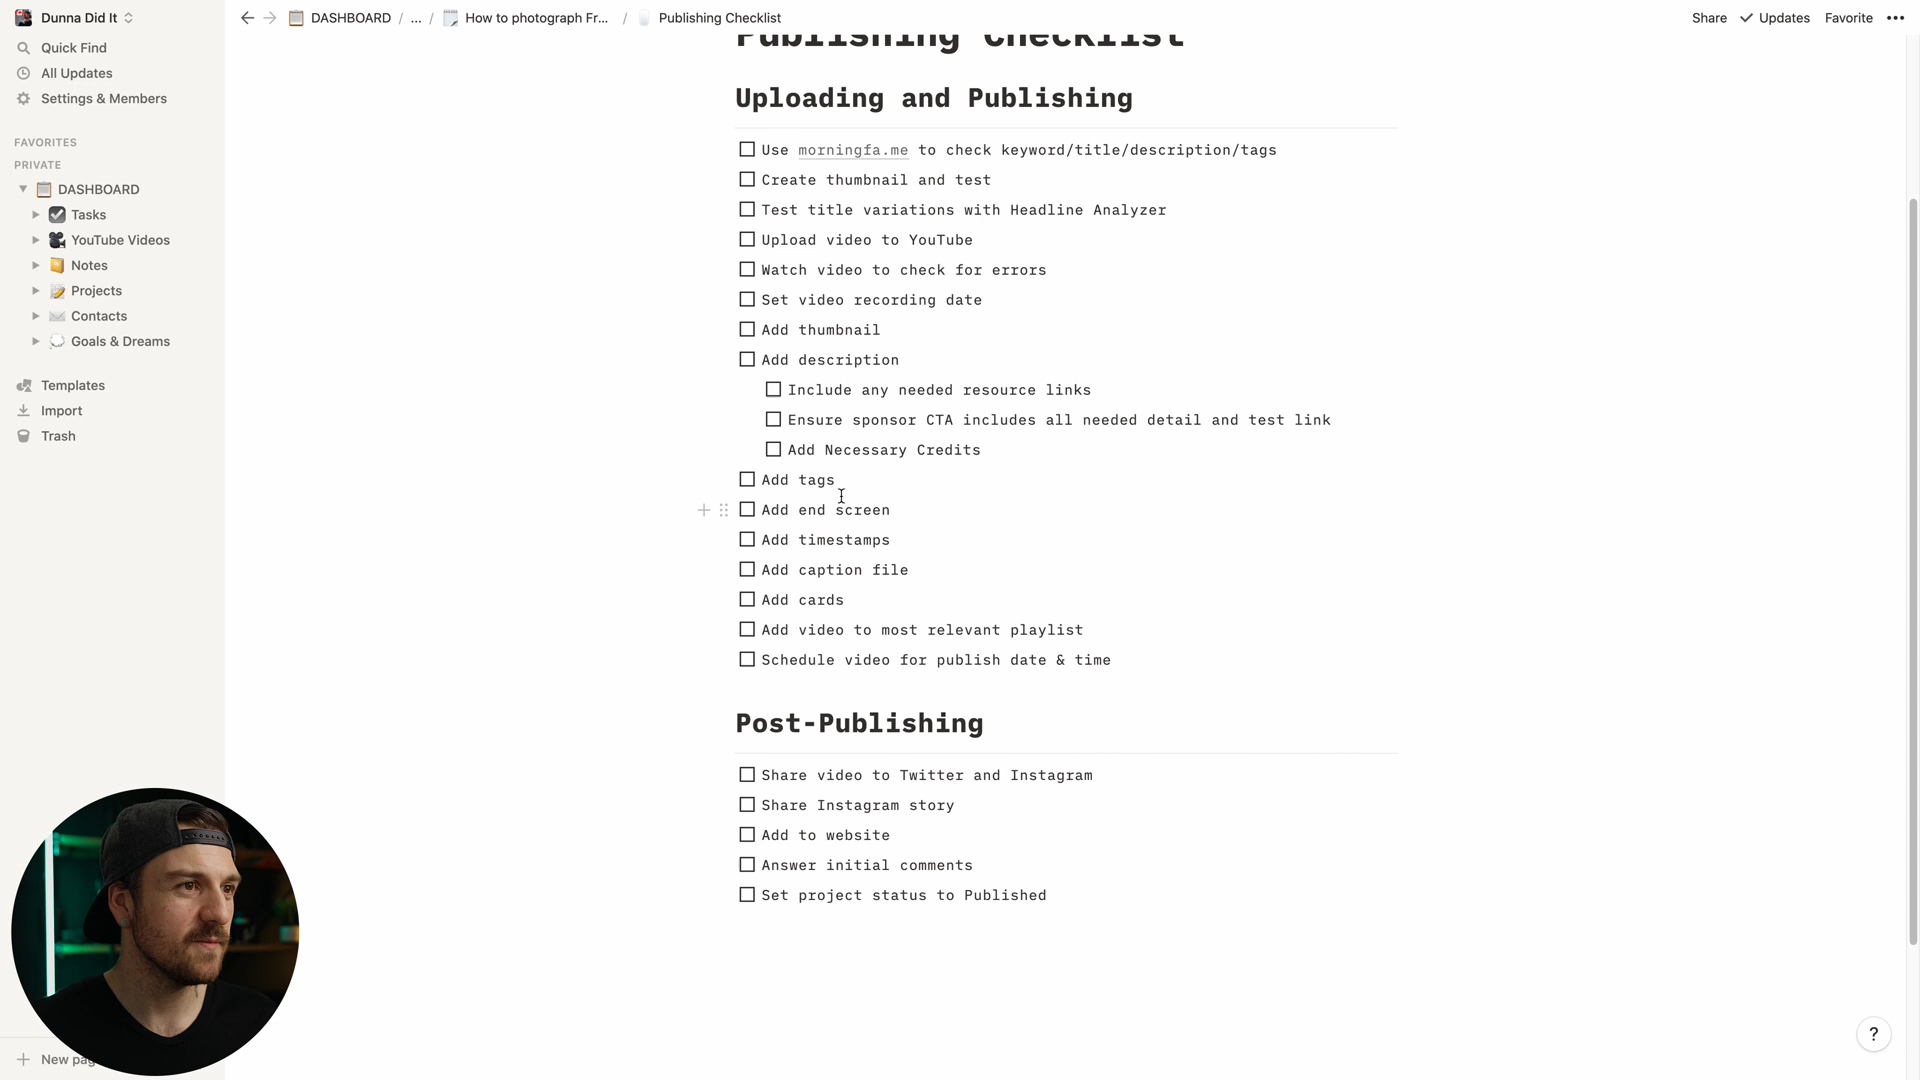 Dunna Did It
DASHBOARD / ... / How to photograph Fr... / Publishing Checklist
Share
Updates
Favorite
Quick Find
All Updates
Settings & Members
FAVORITES
PRIVATE
DASHBOARD
Tasks
YouTube Videos
Notes
Projects
Contacts
Goals & Dreams
Templates
Import
Trash
New pag
Publishing Checklist
Uploading and Publishing
Use morningfa.me to check keyword/title/description/tags
Create thumbnail and test
Test title variations with Headline Analyzer
Upload video to YouTube
Watch video to check for errors
Set video recording date
Add thumbnail
Add description
Include any needed resource links
Ensure sponsor CTA includes all needed detail and test link
Add Necessary Credits
Add tags
Add end screen
Add timestamps
Add caption file
Add cards
Add video to most relevant playlist
Schedule video for publish date & time
Post-Publishing
Share video to Twitter and Instagram
Share Instagram story
Add to website
Answer initial comments
Set project status to Published
?